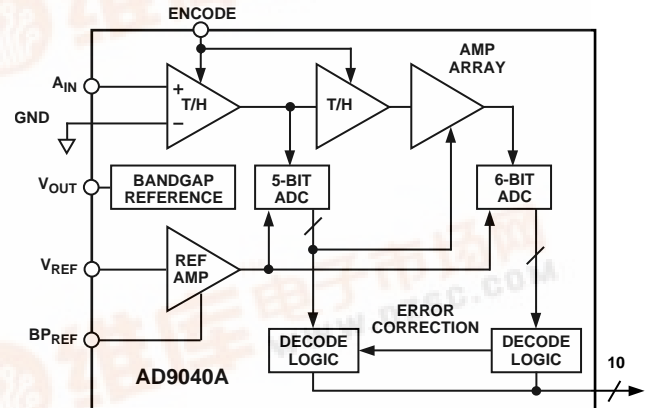 ENCODE
AIN
GND
VOUT
VREF
BPREF
+
T/H
–
T/H
AMP
ARRAY
BANDGAP
REFERENCE
5-BIT
ADC
6-BIT
ADC
REF
AMP
ERROR
CORRECTION
DECODE
LOGIC
DECODE
LOGIC
AD9040A
10